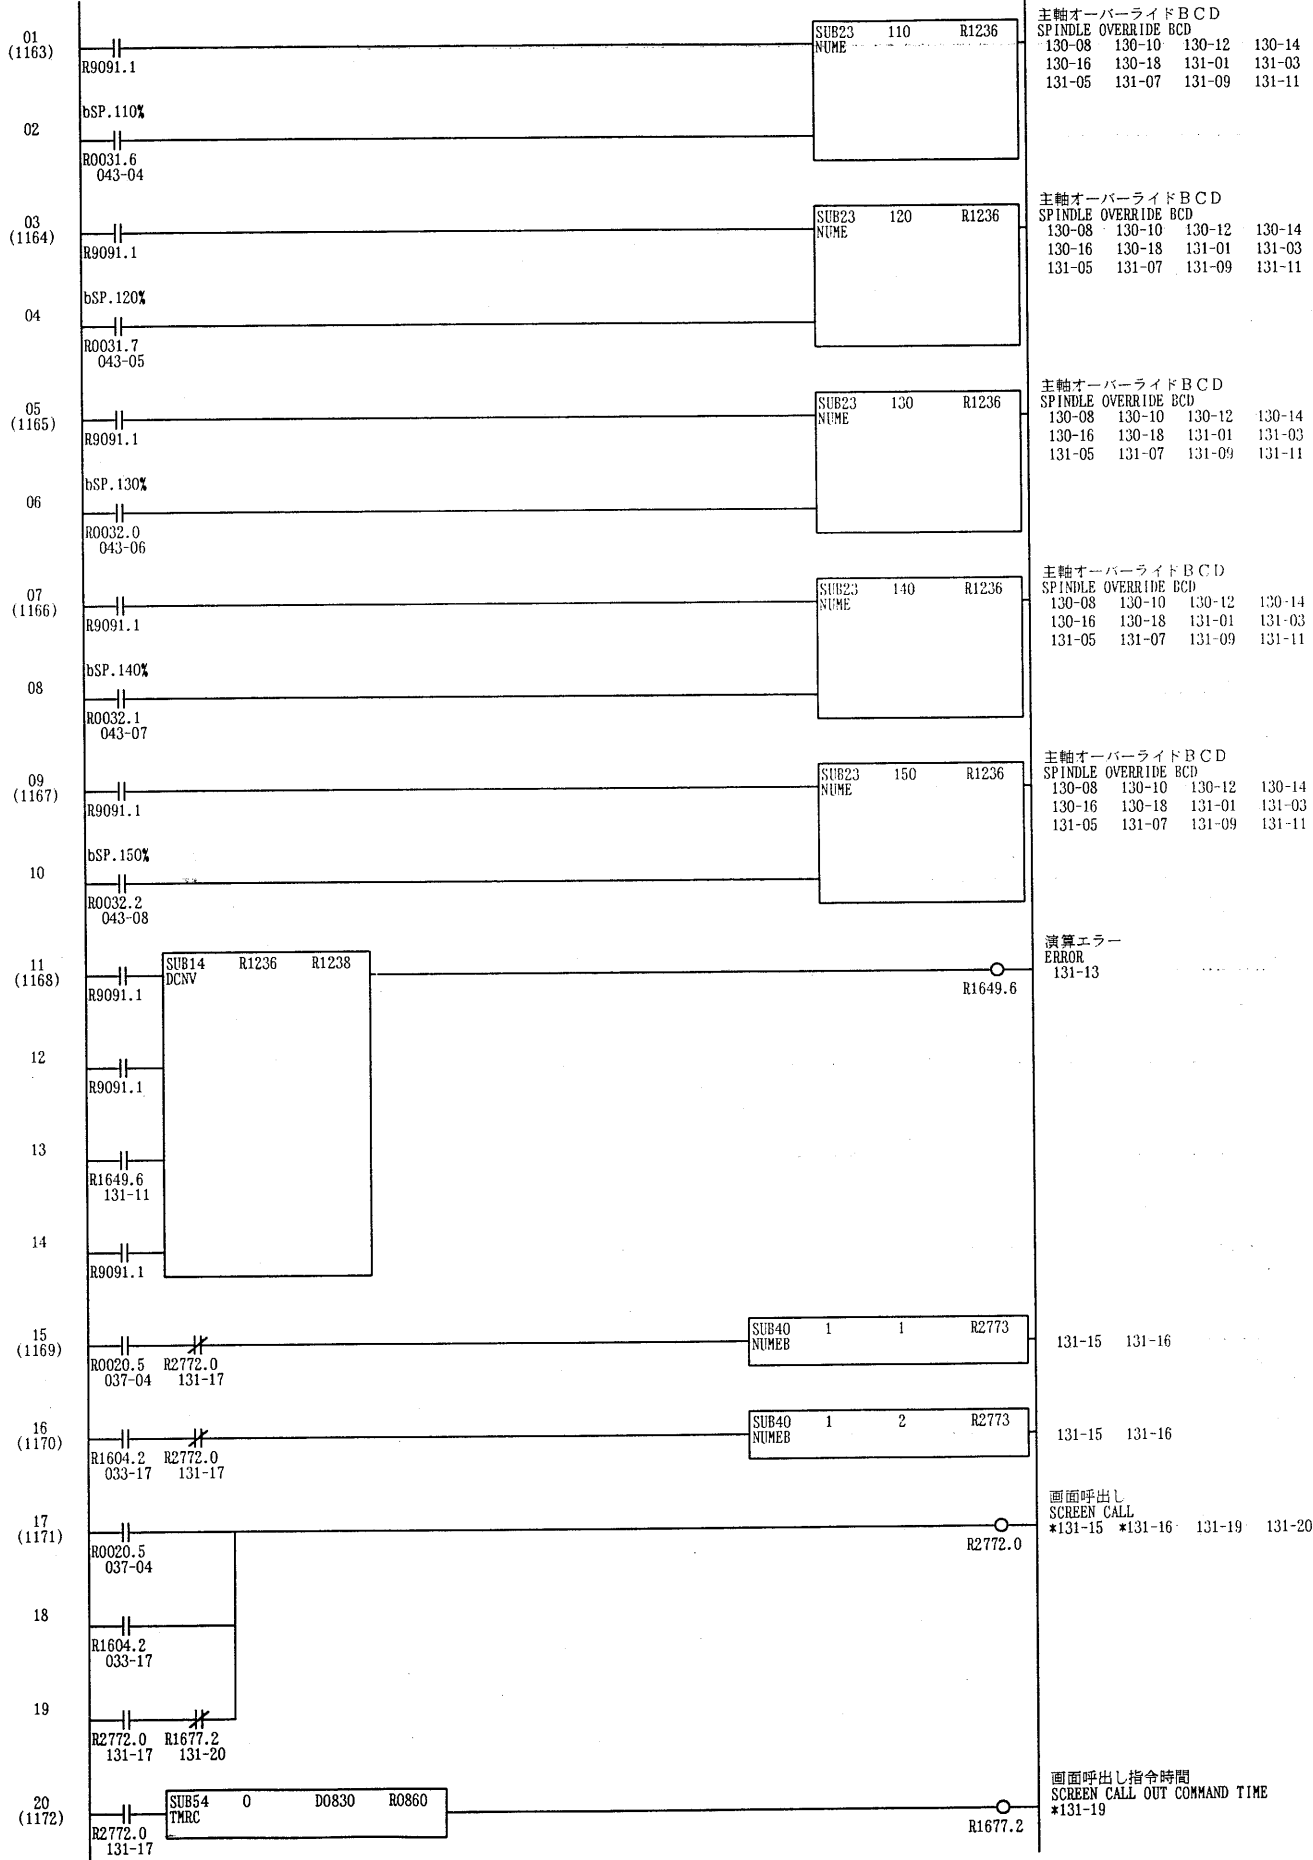 主軸オーバーライドＢＣＤ
01 SUB23 110 R1236 SPINDLE OVERRIDE BCD
(1163) NUME 130-08 130-10 130-12 130-14
R9091.1 130-16 130-18 131-01 131-03
131-05 131-07 131-09 131-11
bSP.110%
02
R0031.6
043-04
主軸オーバーライドＢＣＤ
03 SUB23 120 R1236 SPINDLE OVERRIDE BCD
(1164) NUME 130-08 130-10 130-12 130-14
R9091.1 130-16 130-18 131-01 131-03
131-05 131-07 131-09 131-11
bSP.120%
04
R0031.7
043-05
主軸オーバーライドＢＣＤ
05 SUB23 130 R1236 SPINDLE OVERRIDE BCD
(1165) NUME 130-08 130-10 130-12 130-14
R9091.1 130-16 130-18 131-01 131-03
131-05 131-07 131-09 131-11
bSP.130%
06
R0032.0
043-06
主軸オーバーライドＢＣＤ
07 SUB23 140 R1236 SPINDLE OVERRIDE BCD
(1166) NUME 130-08 130-10 130-12 130-14
R9091.1 130-16 130-18 131-01 131-03
131-05 131-07 131-09 131-11
bSP.140%
08
R0032.1
043-07
主軸オーバーライドＢＣＤ
09 SUB23 150 R1236 SPINDLE OVERRIDE BCD
(1167) NUME 130-08 130-10 130-12 130-14
R9091.1 130-16 130-18 131-01 131-03
131-05 131-07 131-09 131-11
bSP.150%
10
R0032.2
043-08
演算エラー
11 SUB14 R1236 R1238 ERROR
(1168) DCNV 131-13
R9091.1 R1649.6
12
R9091.1
13
R1649.6
131-11
14
R9091.1
15 SUB40 1 1 R2773
(1169) NUMEB 131-15 131-16
R0020.5 R2772.0
037-04 131-17
16 SUB40 1 2 R2773
(1170) NUMEB 131-15 131-16
R1604.2 R2772.0
033-17 131-17
画面呼出し
17 SCREEN CALL
(1171) *131-15 *131-16 131-19 131-20
R0020.5 R2772.0
037-04
18
R1604.2
033-17
19
R2772.0 R1677.2
131-17 131-20
画面呼出し指令時間
20 SUB54 0 D0830 R0860 SCREEN CALL OUT COMMAND TIME
(1172) TMRC *131-19
R2772.0 R1677.2
131-17